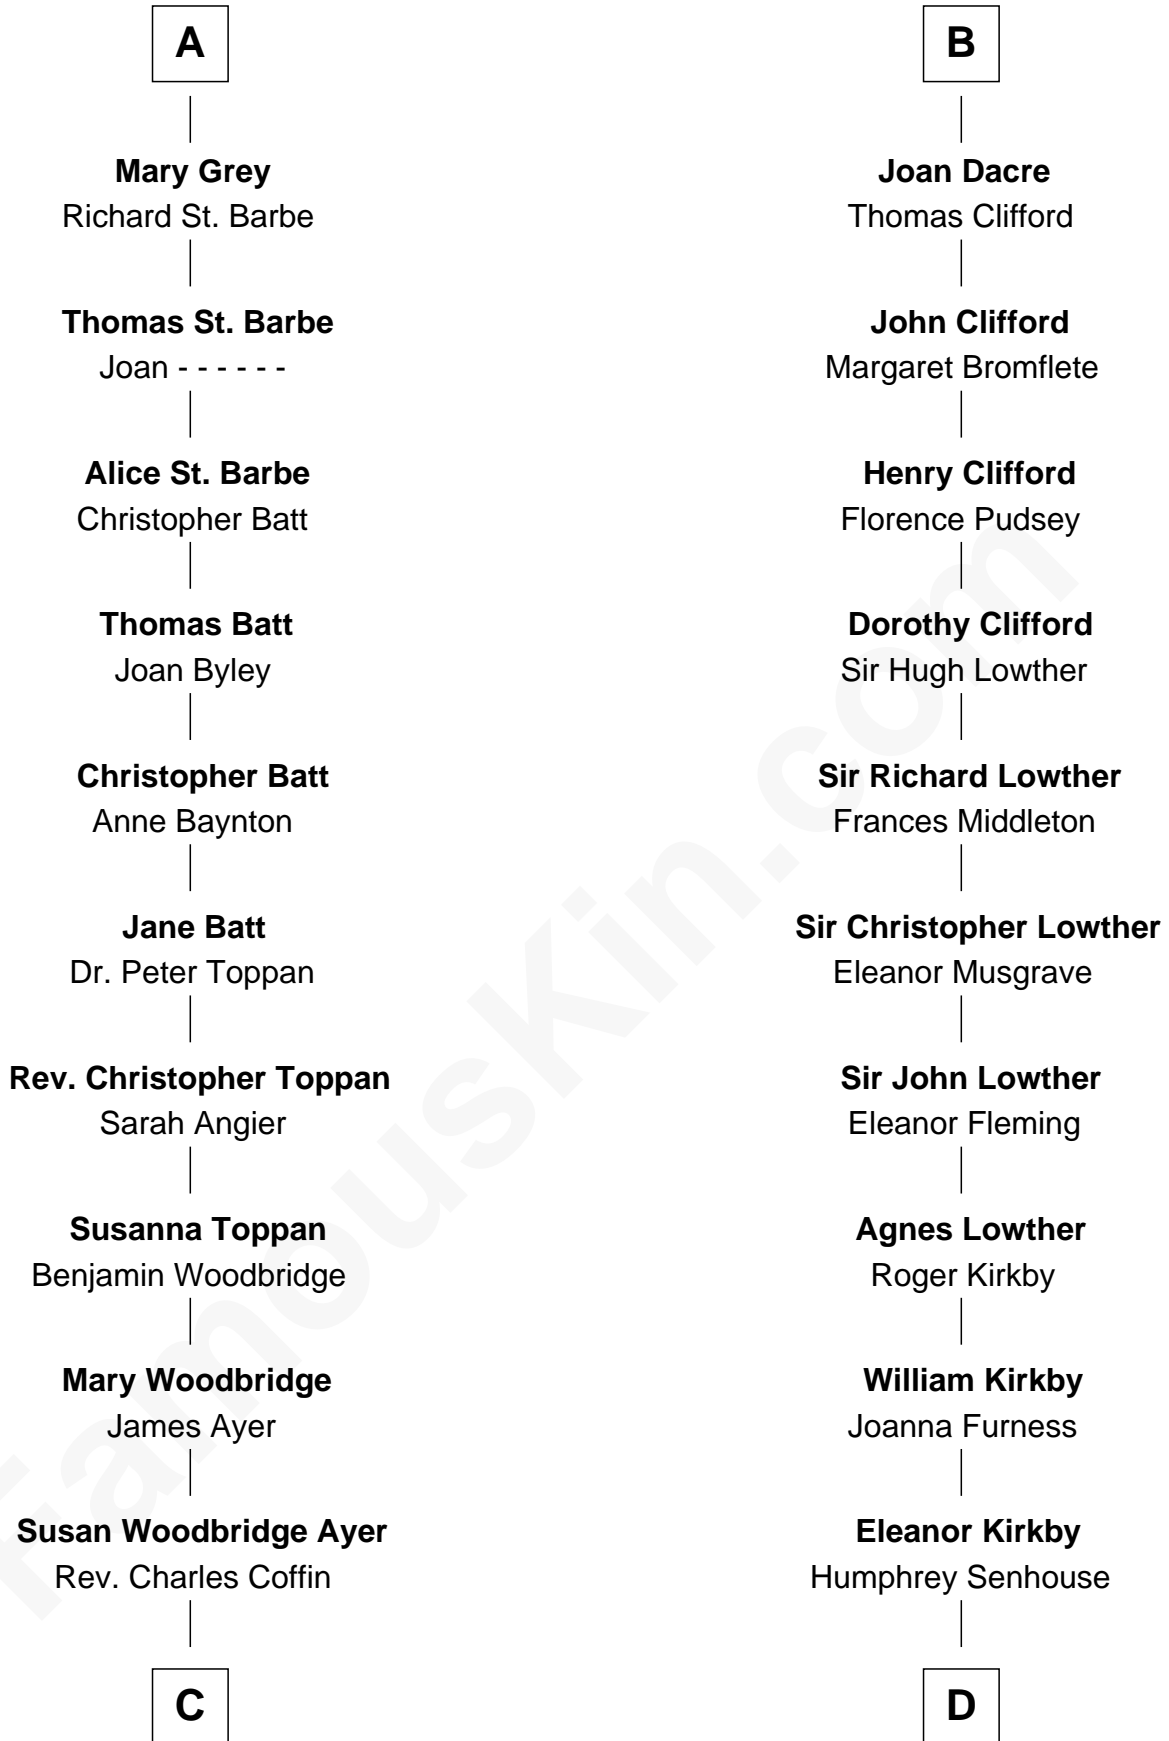 A
Mary Grey
Richard St. Barbe
Thomas St. Barbe
Joan - - - - - -
Alice St. Barbe
Christopher Batt
Thomas Batt
Joan Byley
Christopher Batt
Anne Baynton
Jane Batt
Dr. Peter Toppan
Rev. Christopher Toppan
Sarah Angier
Susanna Toppan
Benjamin Woodbridge
Mary Woodbridge
James Ayer
Susan Woodbridge Ayer
Rev. Charles Coffin
C
B
Joan Dacre
Thomas Clifford
John Clifford
Margaret Bromflete
Henry Clifford
Florence Pudsey
Dorothy Clifford
Sir Hugh Lowther
Sir Richard Lowther
Frances Middleton
Sir Christopher Lowther
Eleanor Musgrave
Sir John Lowther
Eleanor Fleming
Agnes Lowther
Roger Kirkby
William Kirkby
Joanna Furness
Eleanor Kirkby
Humphrey Senhouse
D
FamousKin.com